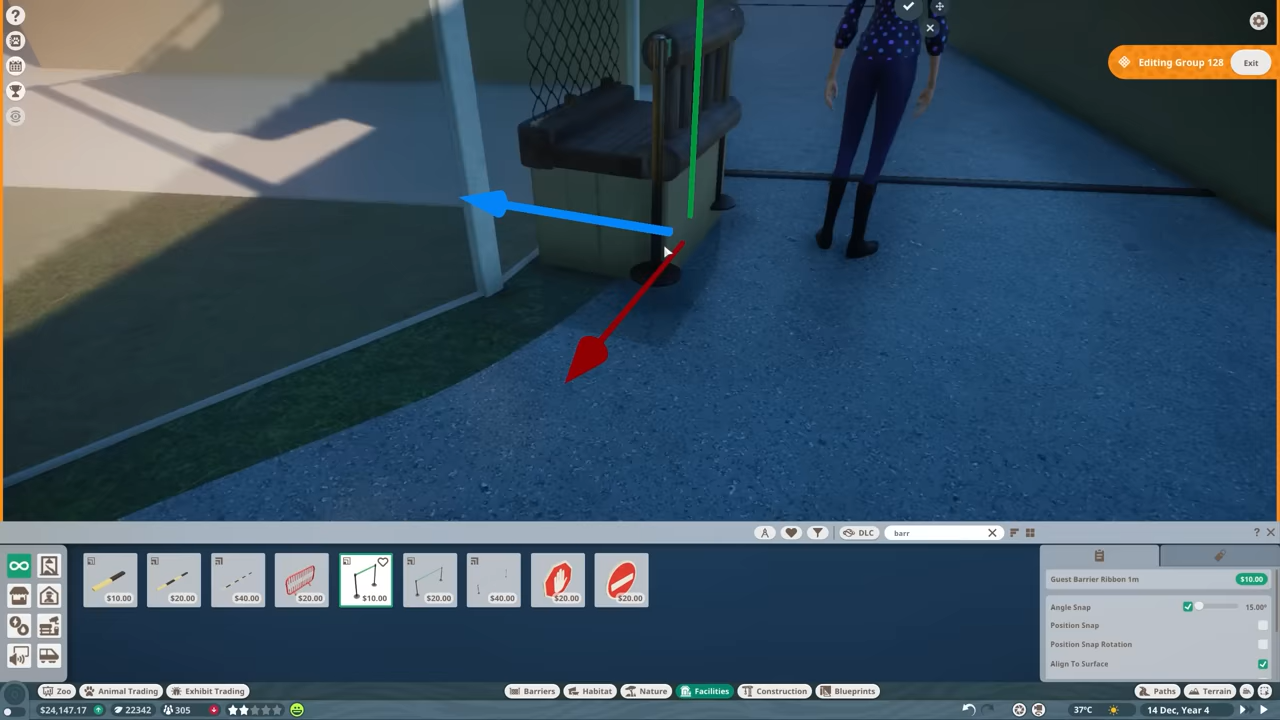 Editing Group 128
Exit
DLC
barr
$10.00
$20.00
$40.00
$20.00
$10.00
$20.00
$40.00
$20.00
$20.00
Guest Barrier Ribbon 1m
$10.00
Angle Snap
15.00°
Position Snap
Position Snap Rotation
Align To Surface
Zoo
Animal Trading
Exhibit Trading
Barriers
Habitat
Nature
Facilities
Construction
Blueprints
Paths
Terrain
$24,147.17
22342
305
37°C
14 Dec, Year 4